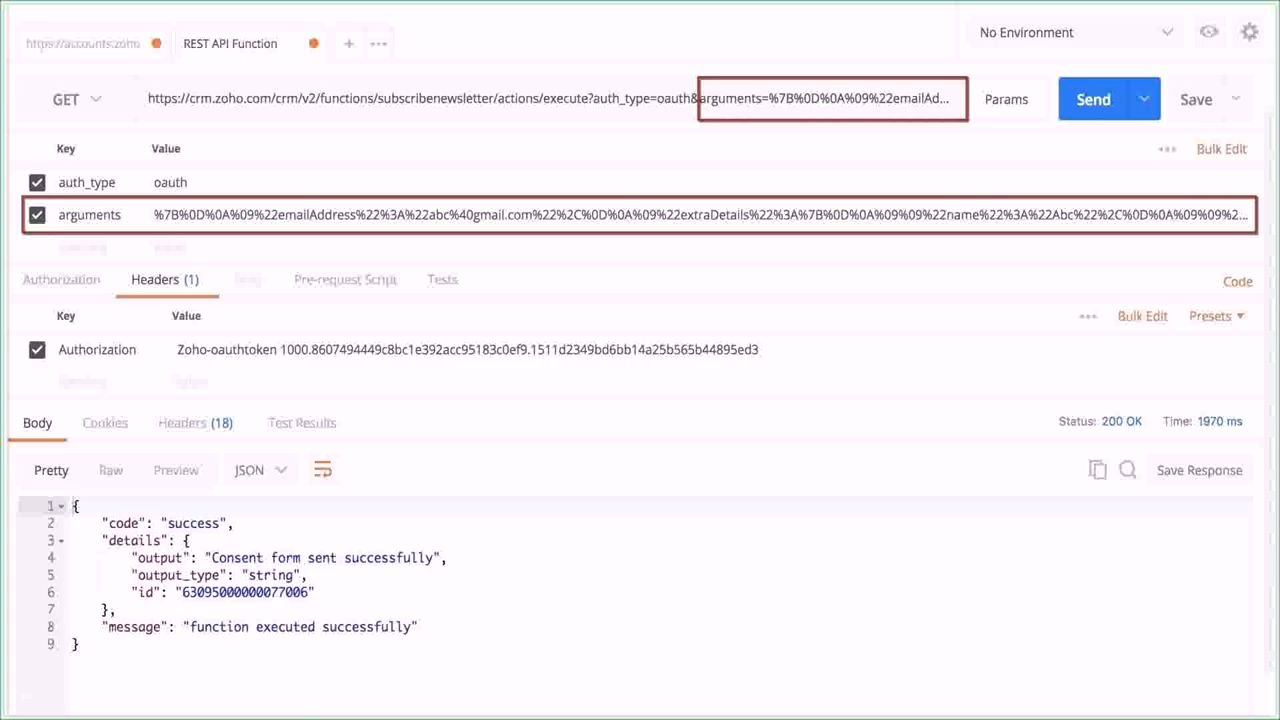 https://accounts.zoho REST API Function + ••• No Environment
GET https://crm.zoho.com/crm/v2/functions/subscribenewsletter/actions/execute?auth_type=oauth&arguments=%7B%0D%0A%09%22emailAd... Params Send Save
Key Value ••• Bulk Edit
auth_type oauth
arguments %7B%0D%0A%09%22emailAddress%22%3A%22abc%40gmail.com%22%2C%0D%0A%09%22extraDetails%22%3A%7B%0D%0A%09%09%22name%22%3A%22Abc%22%2C%0D%0A%09%09%2...
Authorization Headers (1) Body Pre-request Script Tests Code
Key Value ••• Bulk Edit Presets
Authorization Zoho-oauthtoken 1000.8607494449c8bc1e392acc95183c0ef9.1511d2349bd6bb14a25b565b44895ed3
Body Cookies Headers (18) Test Results Status: 200 OK Time: 1970 ms
Pretty Raw Preview JSON Save Response
1 {
2 "code": "success",
3 "details": {
4 "output": "Consent form sent successfully",
5 "output_type": "string",
6 "id": "63095000000077006"
7 },
8 "message": "function executed successfully"
9 }